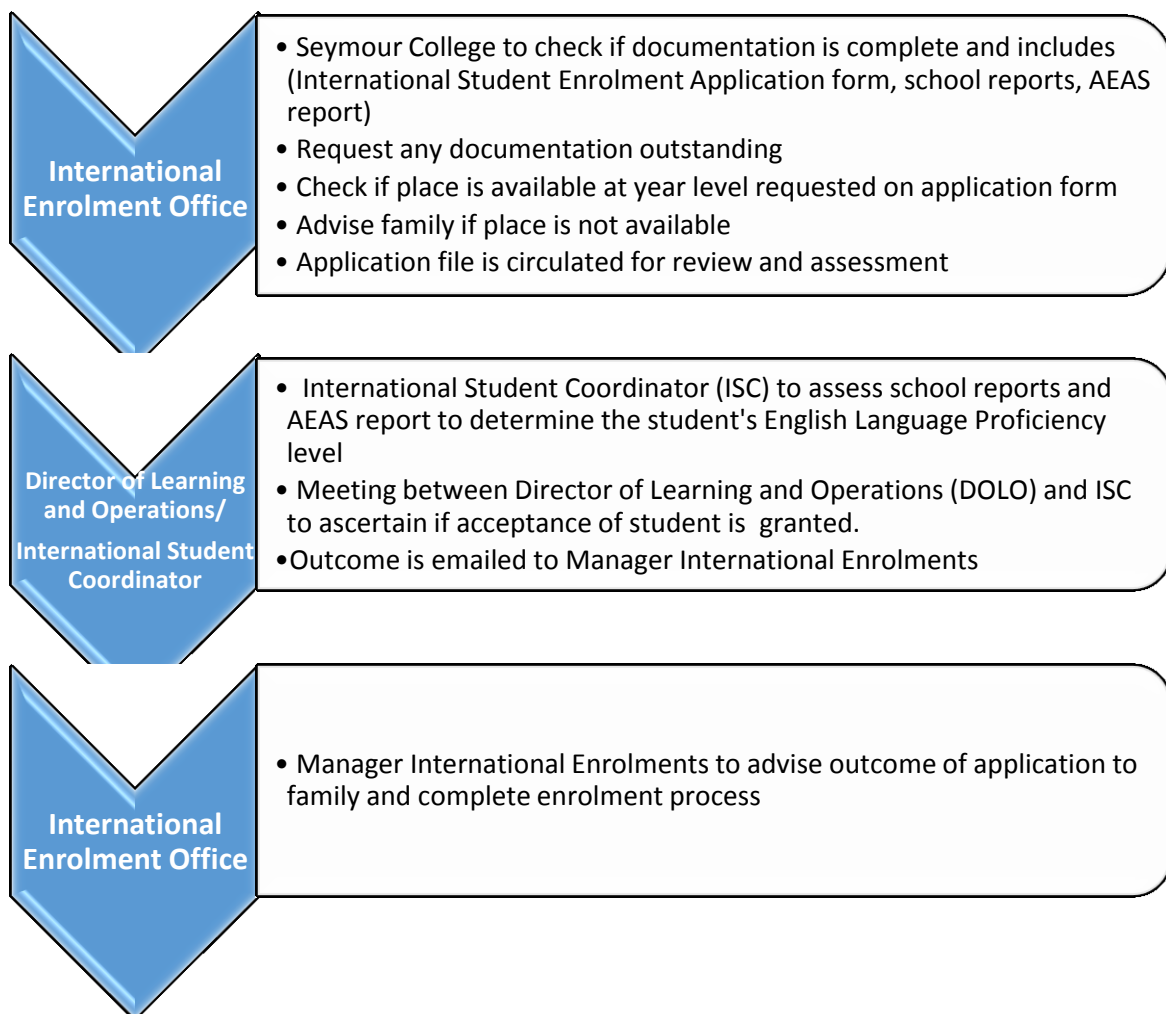 International
Enrolment Office
• Seymour College to check if documentation is complete and includes
(International Student Enrolment Application form, school reports, AEAS
report)
• Request any documentation outstanding
• Check if place is available at year level requested on application form
• Advise family if place is not available
• Application file is circulated for review and assessment
Director of Learning
and Operations/
International Student
Coordinator
• International Student Coordinator (ISC) to assess school reports and
AEAS report to determine the student's English Language Proficiency
level
• Meeting between Director of Learning and Operations (DOLO) and ISC
to ascertain if acceptance of student is granted.
•Outcome is emailed to Manager International Enrolments
International
Enrolment Office
• Manager International Enrolments to advise outcome of application to
family and complete enrolment process